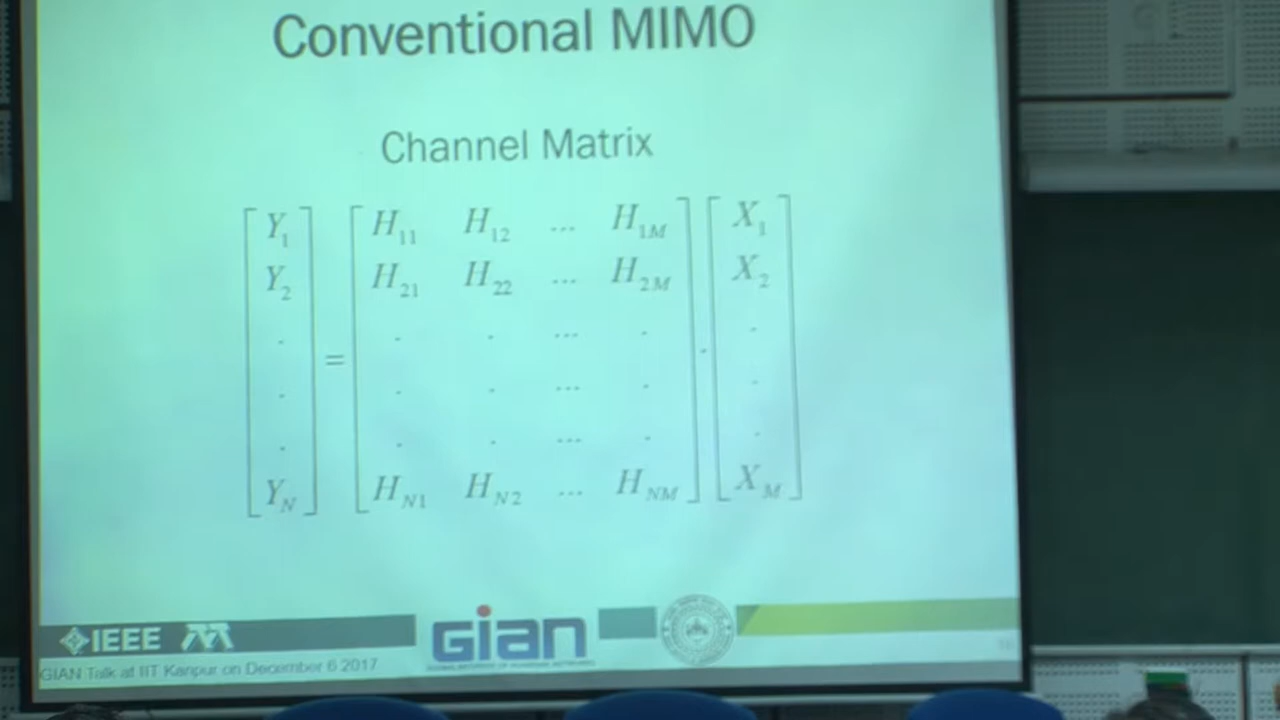 Conventional MIMO
Channel Matrix
Y1 H11 H12 ... H1M X1
Y2 H21 H22 ... H2M X2
. . . ... . .
. = . . ... . . .
. . . ... . .
YN HN1 HN2 ... HNM XM
IEEE
Gian
GIAN Talk at IIT Kanpur on December 6 2017